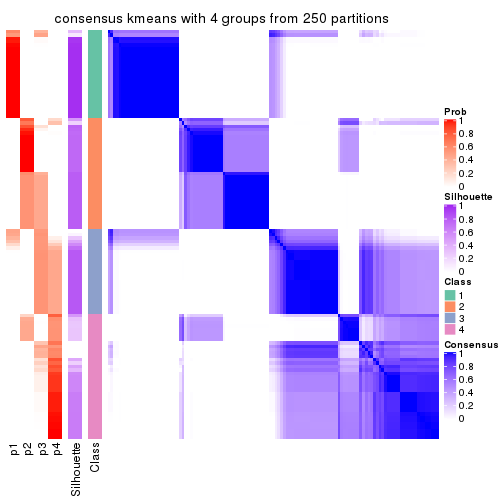 consensus kmeans with 4 groups from 250 partitions
Prob
1
0.8
0.6
0.4
0.2
0
Silhouette
1
0.8
0.6
0.4
0.2
0
Class
1
2
3
4
Consensus
1
0.8
0.6
0.4
0.2
0
p1
p2
p3
p4
Silhouette
Class